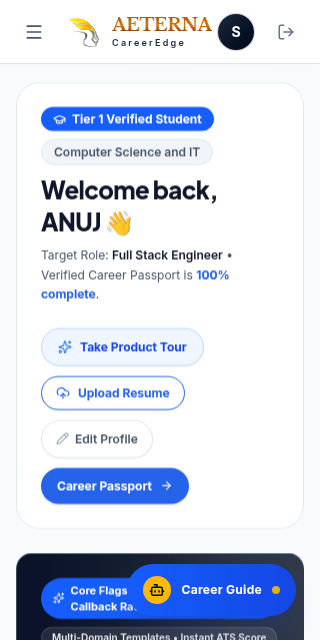 AETERNA
CareerEdge
S
Tier 1 Verified Student
Computer Science and IT
Welcome back,
ANUJ 👋
Target Role: Full Stack Engineer •
Verified Career Passport is 100%
complete.
Take Product Tour
Upload Resume
Edit Profile
Career Passport →
Core Flags
Callback
Career Guide
Multi-Domain Templates • Instant ATS Score